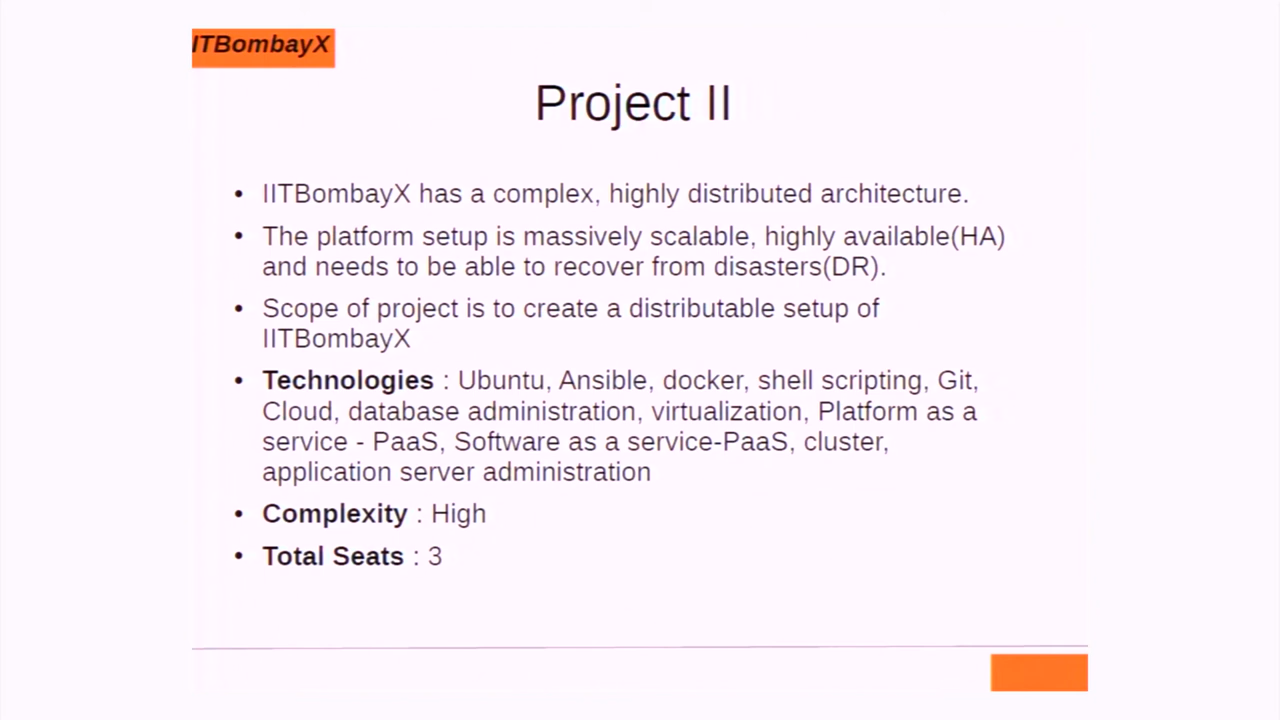 IITBombayX
Project II
• IITBombayX has a complex, highly distributed architecture.
• The platform setup is massively scalable, highly available(HA)
and needs to be able to recover from disasters(DR).
• Scope of project is to create a distributable setup of
IITBombayX
• Technologies : Ubuntu, Ansible, docker, shell scripting, Git,
Cloud, database administration, virtualization, Platform as a
service - PaaS, Software as a service-PaaS, cluster,
application server administration
• Complexity : High
• Total Seats : 3